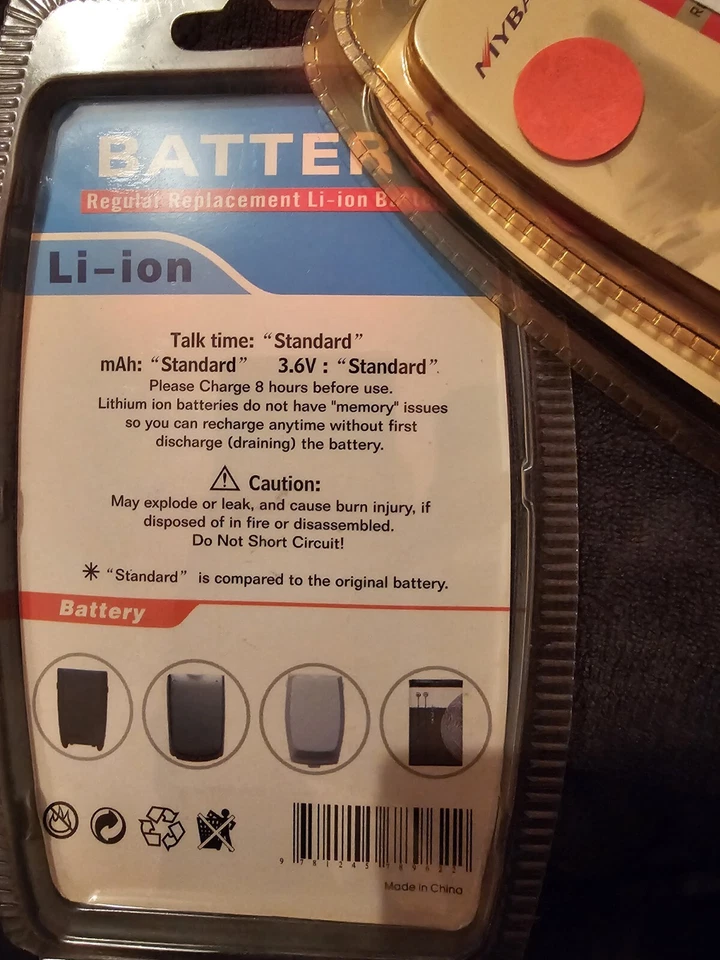 BATTER
Regular Replacement Li-ion B
Li-ion
Talk time: “Standard”
mAh: “Standard” 3.6V : “Standard”.
Please Charge 8 hours before use.
Lithium ion batteries do not have "memory" issues
so you can recharge anytime without first
discharge (draining) the battery.
Caution:
May explode or leak, and cause burn injury, if
disposed of in fire or disassembled.
Do Not Short Circuit!
* “Standard” is compared to the original battery.
Battery
Made in China
MYBA